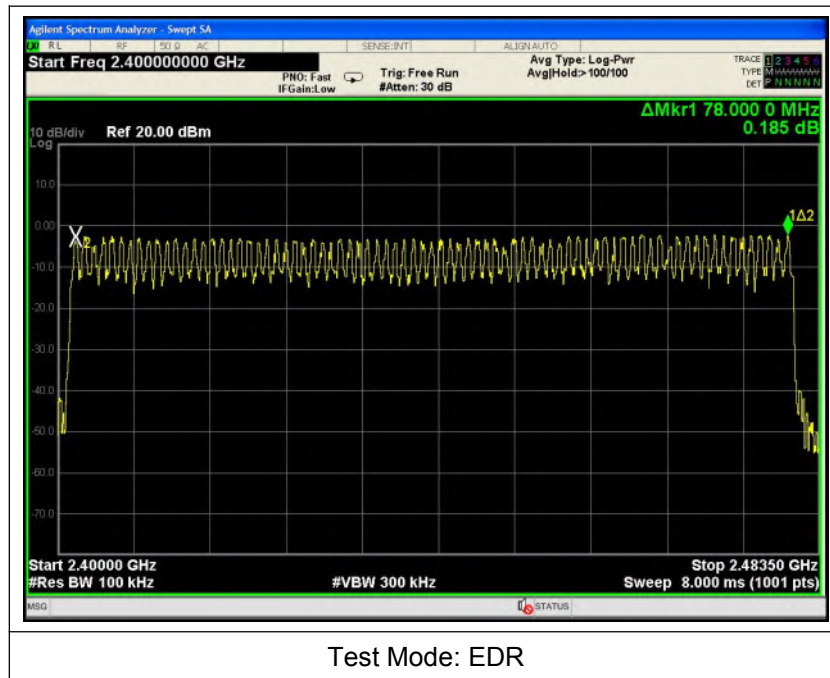 Agilent Spectrum Analyzer - Swept SA
RL RF 50 Ω AC SENSE:INT ALIGN AUTO
Start Freq 2.400000000 GHz
PNO: Fast
IFGain:Low
Trig: Free Run
#Atten: 30 dB
Avg Type: Log-Pwr
Avg|Hold:>100/100
TRACE 1 2 3 4 5 6
TYPE M
DET P N N N N N
ΔMkr1 78.000 0 MHz
0.185 dB
10 dB/div Ref 20.00 dBm
Log
10.0
0.00
-10.0
-20.0
-30.0
-40.0
-50.0
-60.0
-70.0
X2
1Δ2
Start 2.40000 GHz
Stop 2.48350 GHz
#Res BW 100 kHz
#VBW 300 kHz
Sweep 8.000 ms (1001 pts)
MSG
STATUS
Test Mode: EDR